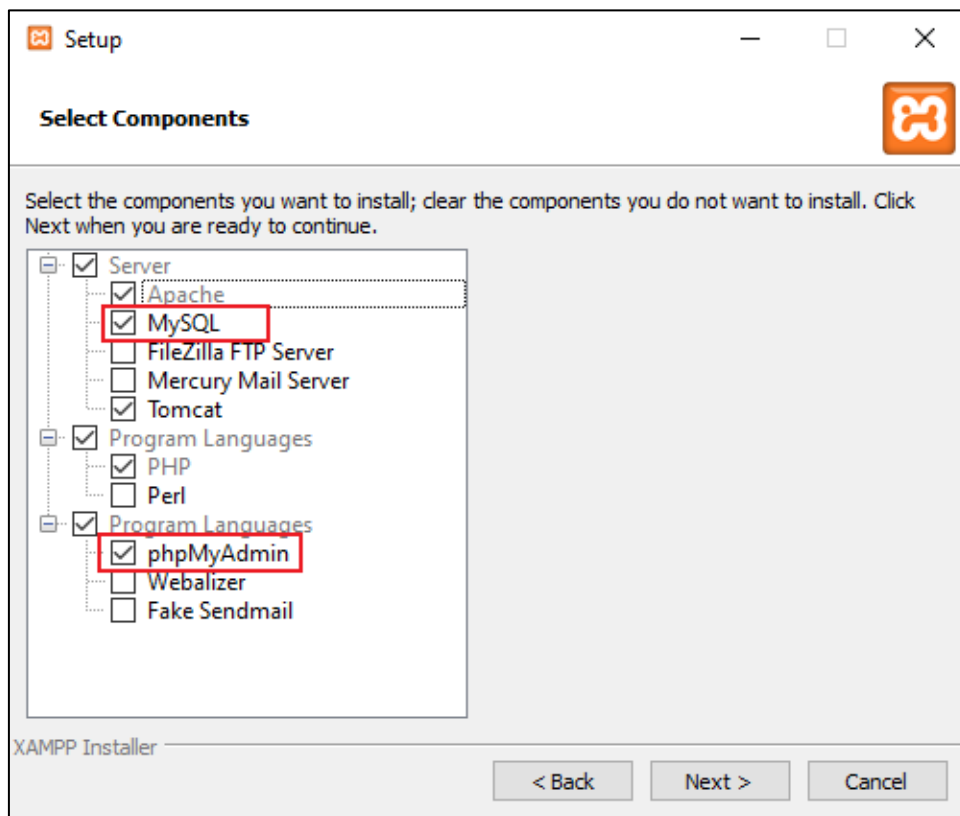 Setup
Select Components
Select the components you want to install; clear the components you do not want to install. Click
Next when you are ready to continue.
Server
Apache
MySQL
FileZilla FTP Server
Mercury Mail Server
Tomcat
Program Languages
PHP
Perl
Program Languages
phpMyAdmin
Webalizer
Fake Sendmail
XAMPP Installer
< Back
Next >
Cancel